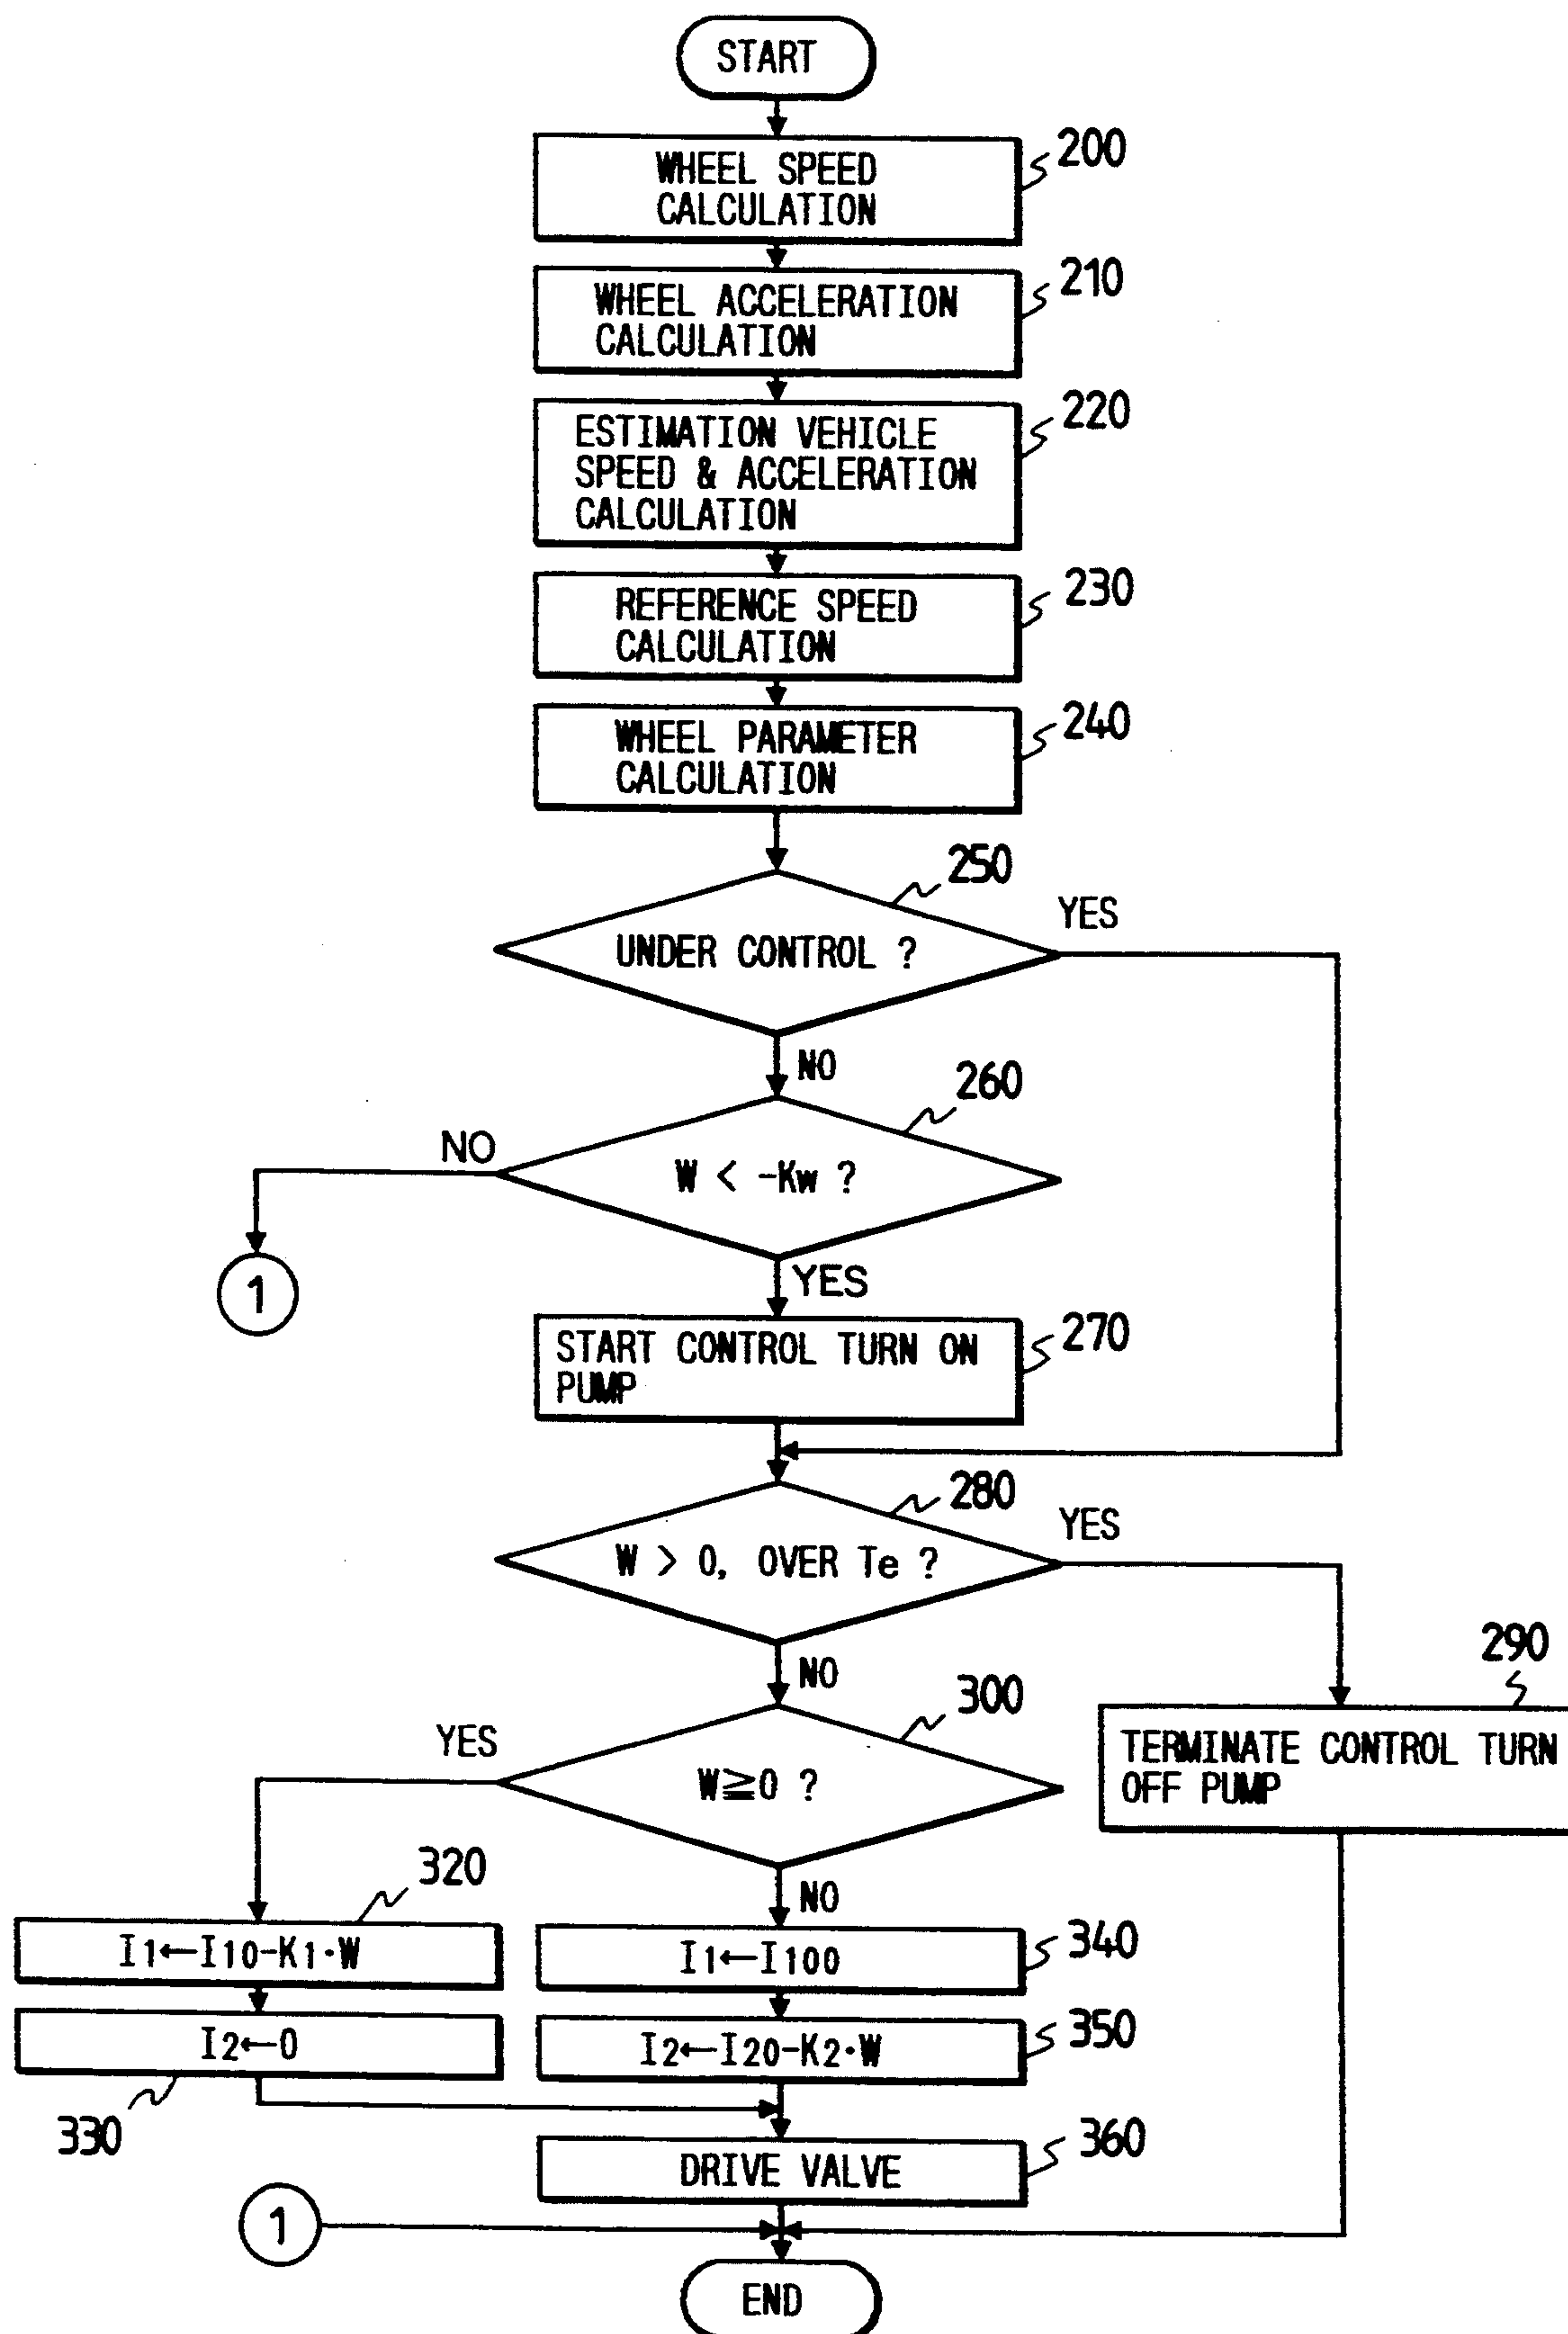 START
WHEEL SPEED
CALCULATION
200
WHEEL ACCELERATION
CALCULATION
210
ESTIMATION VEHICLE
SPEED & ACCELERATION
CALCULATION
220
REFERENCE SPEED
CALCULATION
230
WHEEL PARAMETER
CALCULATION
240
250
UNDER CONTROL ?
YES
NO
260
W < -Kw ?
NO
1
YES
START CONTROL TURN ON
PUMP
270
280
W > 0, OVER Te ?
YES
NO
290
TERMINATE CONTROL TURN
OFF PUMP
300
W≧0 ?
YES
NO
320
I1←I10-K1·W
I2←0
330
I1←I100
340
I2←I20-K2·W
350
DRIVE VALVE
360
1
END